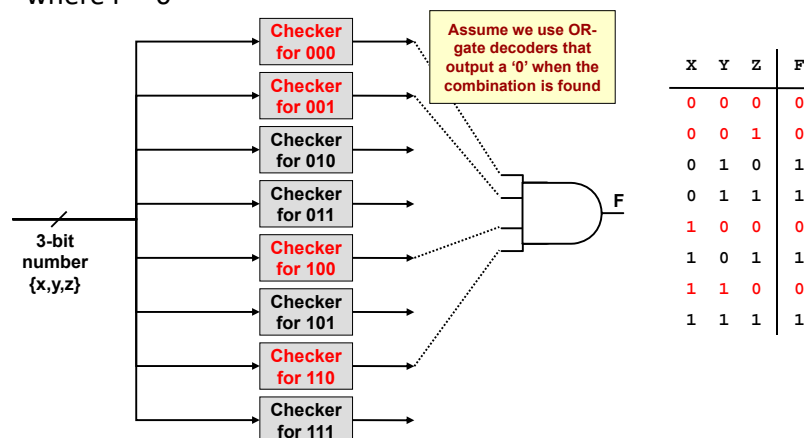 Checker
for 000
Checker
for 001
Checker
for 010
Checker
for 011
Checker
for 100
Checker
for 101
Checker
for 110
Checker
for 111
3-bit
number
{x,y,z}
Assume we use OR-
gate decoders that
output a ‘0’ when the
combination is found
F
X Y Z F
0 0 0 0
0 0 1 0
0 1 0 1
0 1 1 1
1 0 0 0
1 0 1 1
1 1 0 0
1 1 1 1